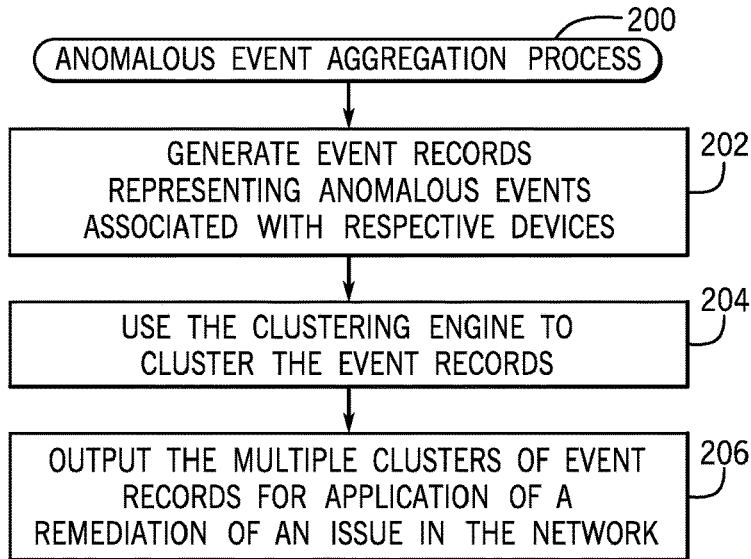 200
ANOMALOUS EVENT AGGREGATION PROCESS
202
GENERATE EVENT RECORDS
REPRESENTING ANOMALOUS EVENTS
ASSOCIATED WITH RESPECTIVE DEVICES
204
USE THE CLUSTERING ENGINE TO
CLUSTER THE EVENT RECORDS
206
OUTPUT THE MULTIPLE CLUSTERS OF EVENT
RECORDS FOR APPLICATION OF A
REMEDIATION OF AN ISSUE IN THE NETWORK